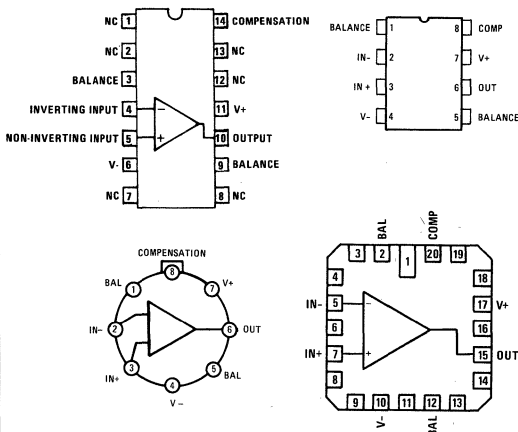 NC 1 14 COMPENSATION
NC 2 13 NC
BALANCE 3 12 NC
INVERTING INPUT 4 − 11 V+
NON-INVERTING INPUT 5 + 10 OUTPUT
V- 6 9 BALANCE
NC 7 8 NC
BALANCE 1 8 COMP
IN- 2 7 V+
IN + 3 6 OUT
V- 4 5 BALANCE
COMPENSATION
8
BAL 1 7 V+
IN- 2 6 OUT
IN+ 3 5 BAL
4
V -
BAL COMP
3 2 1 20 19
4 18
IN- 5 − 17 V+
6 16
IN+ 7 + 15 OUT
8 14
9 10 11 12 13
V- BAL